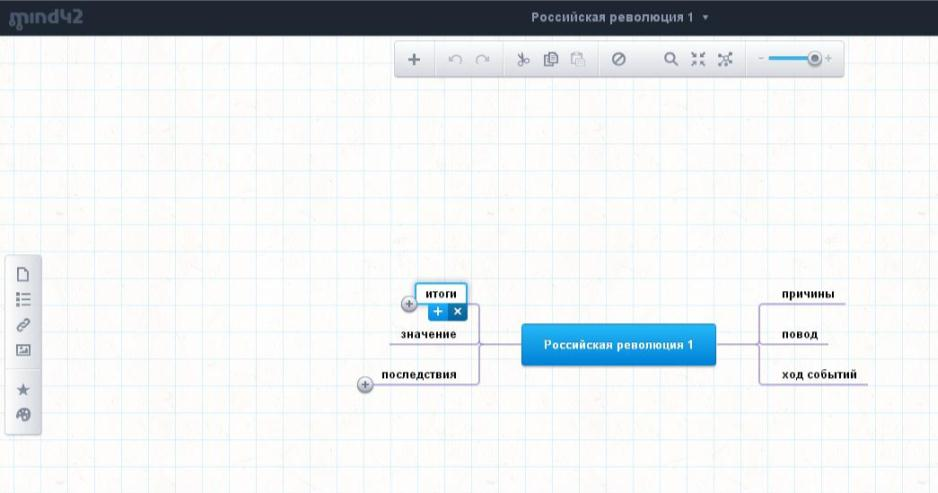 mind42
Российская революция 1
итоги
значение
последствия
Российская революция 1
причины
повод
ход событий